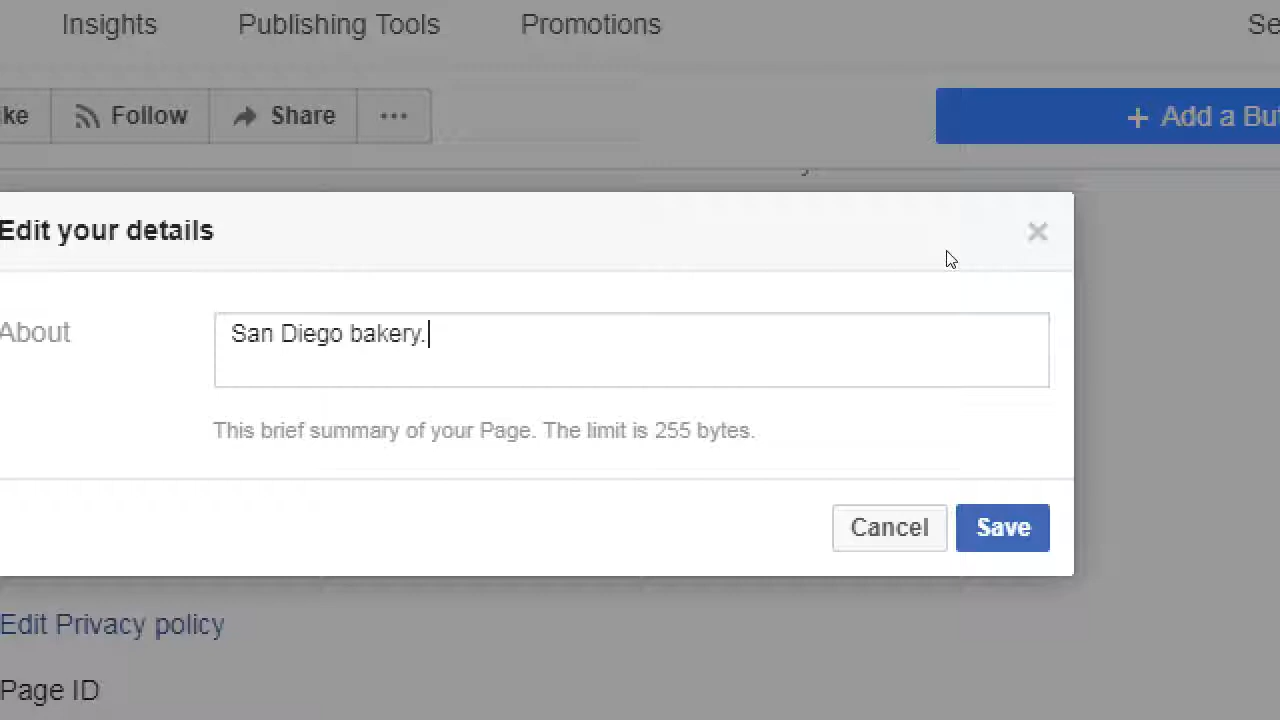 Insights Publishing Tools Promotions
Follow Share ... + Add a
Edit your details
About San Diego bakery.
This brief summary of your Page. The limit is 255 bytes.
Cancel Save
Edit Privacy policy
Page ID